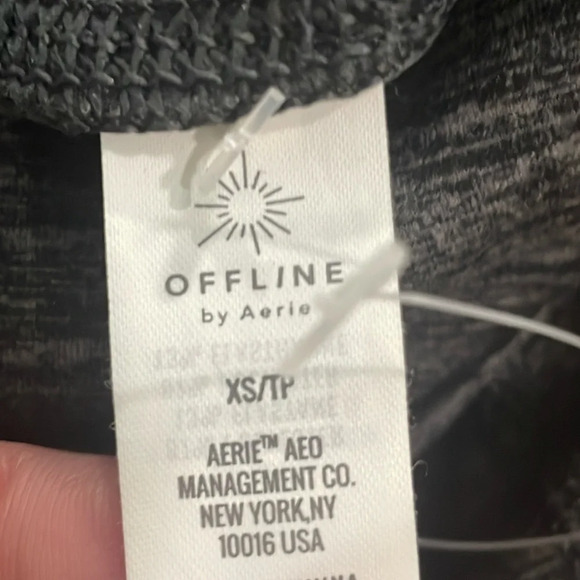 OFFLINE
by Aerie
XS/TP
AERIE™ AEO
MANAGEMENT CO.
NEW YORK,NY
10016 USA